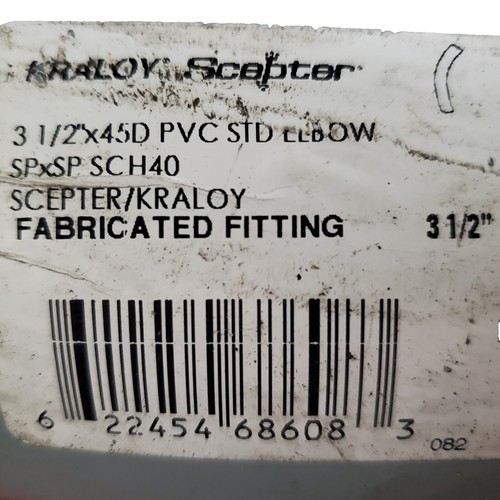 KRALOY Scepter
3 1/2"x45D PVC STD ELBOW
SPxSP SCH40
SCEPTER/KRALOY
FABRICATED FITTING 3 1/2"
6 22454 68608 3
082